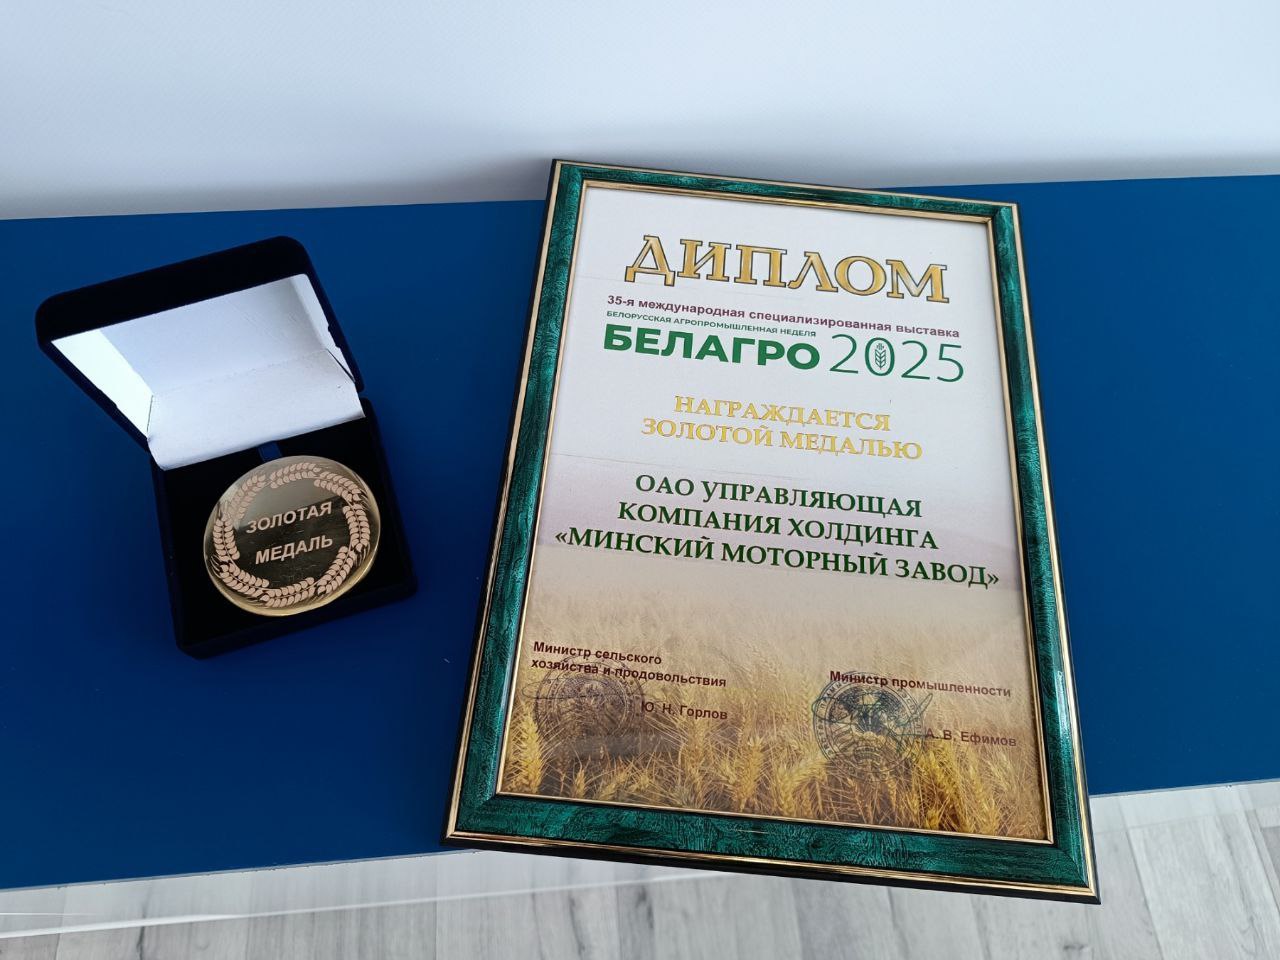 ДИПЛОМ
35-я международная специализированная выставка
БЕЛОРУССКАЯ АГРОПРОМЫШЛЕННАЯ НЕДЕЛЯ
БЕЛАГРО 2025
НАГРАЖДАЕТСЯ
ЗОЛОТОЙ МЕДАЛЬЮ
ОАО УПРАВЛЯЮЩАЯ
КОМПАНИЯ ХОЛДИНГА
«МИНСКИЙ МОТОРНЫЙ ЗАВОД»
Министр сельского
хозяйства и продовольствия
Ю. Н. Горлов
Министр промышленности
А. В. Ефимов
ЗОЛОТАЯ
МЕДАЛЬ